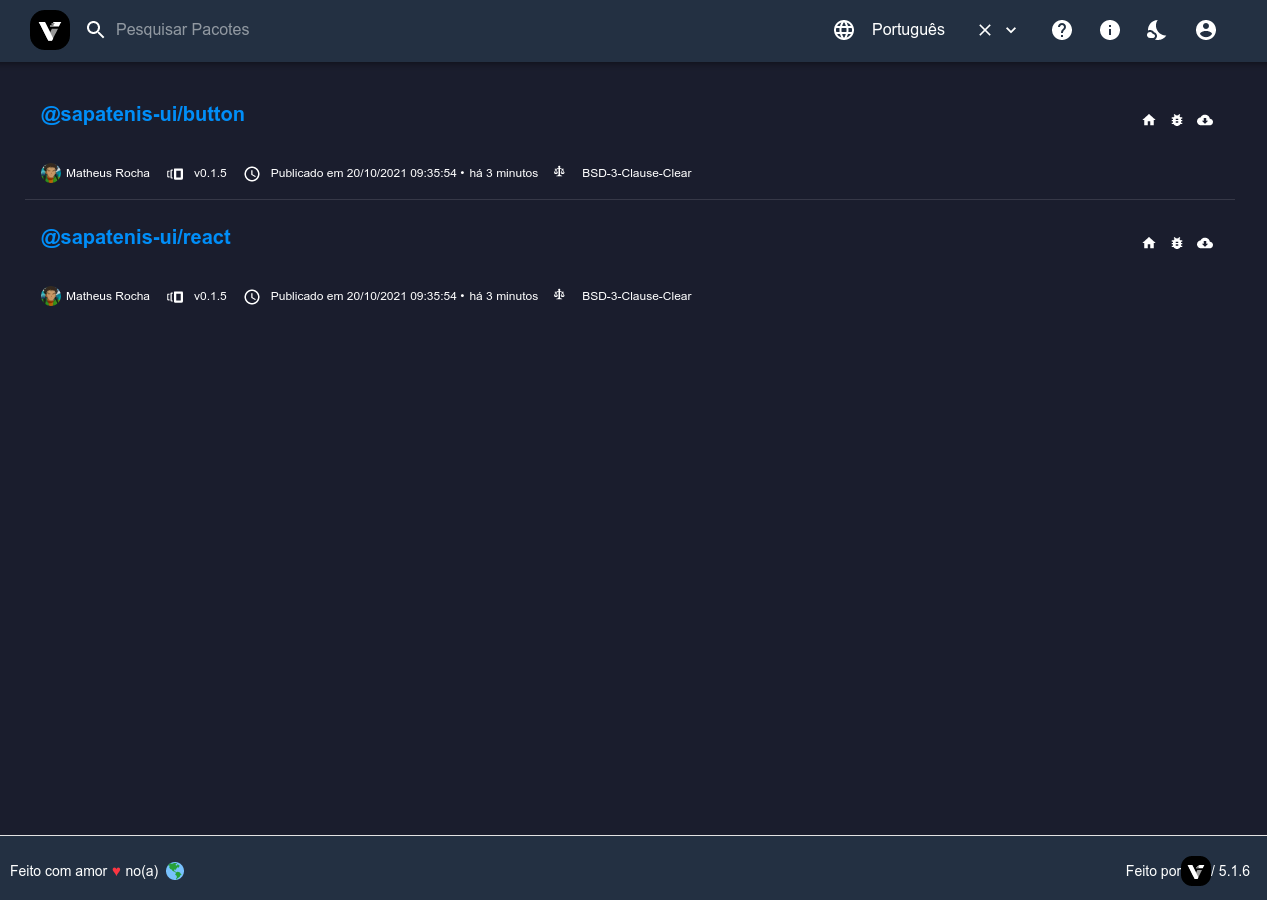 Pesquisar Pacotes
Português
@sapatenis-ui/button
Matheus Rocha v0.1.5 Publicado em 20/10/2021 09:35:54 • há 3 minutos BSD-3-Clause-Clear
@sapatenis-ui/react
Matheus Rocha v0.1.5 Publicado em 20/10/2021 09:35:54 • há 3 minutos BSD-3-Clause-Clear
Feito com amor ♥ no(a)
Feito por / 5.1.6